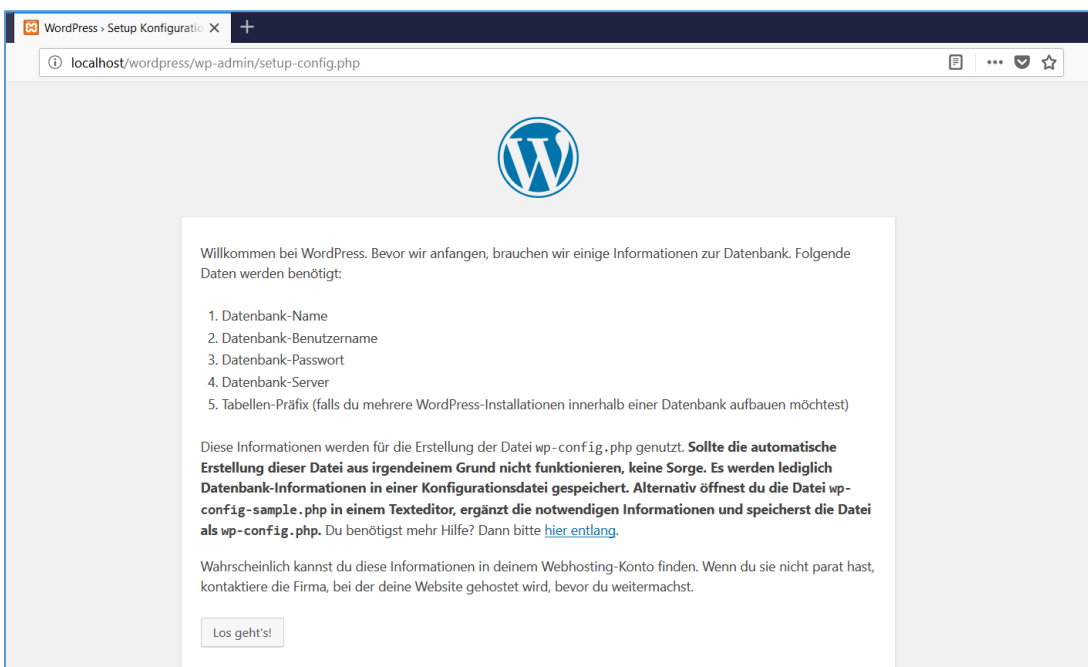 WordPress › Setup Konfiguratio
localhost/wordpress/wp-admin/setup-config.php
Willkommen bei WordPress. Bevor wir anfangen, brauchen wir einige Informationen zur Datenbank. Folgende
Daten werden benötigt:
1. Datenbank-Name
2. Datenbank-Benutzername
3. Datenbank-Passwort
4. Datenbank-Server
5. Tabellen-Präfix (falls du mehrere WordPress-Installationen innerhalb einer Datenbank aufbauen möchtest)
Diese Informationen werden für die Erstellung der Datei wp-config.php genutzt. Sollte die automatische
Erstellung dieser Datei aus irgendeinem Grund nicht funktionieren, keine Sorge. Es werden lediglich
Datenbank-Informationen in einer Konfigurationsdatei gespeichert. Alternativ öffnest du die Datei wp-
config-sample.php in einem Texteditor, ergänzt die notwendigen Informationen und speicherst die Datei
als wp-config.php. Du benötigst mehr Hilfe? Dann bitte hier entlang.
Wahrscheinlich kannst du diese Informationen in deinem Webhosting-Konto finden. Wenn du sie nicht parat hast,
kontaktiere die Firma, bei der deine Website gehostet wird, bevor du weitermachst.
Los geht's!